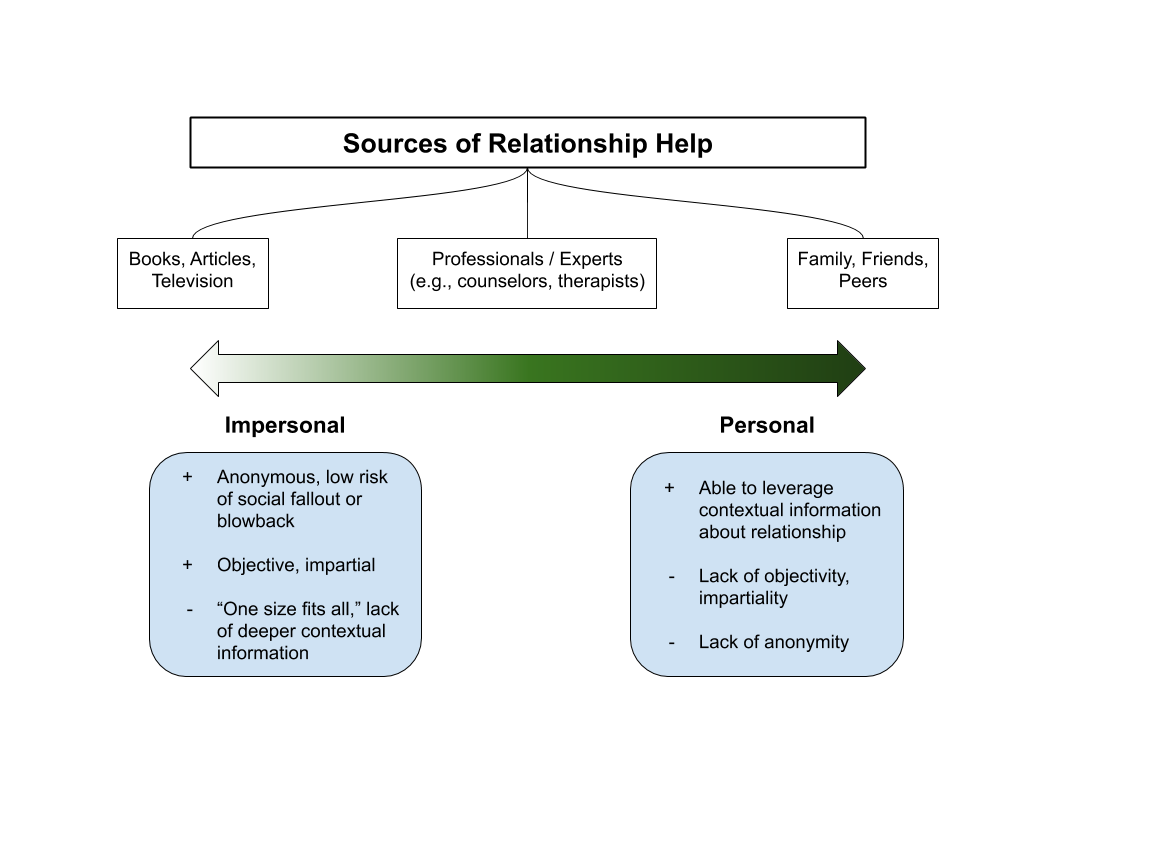 Sources of Relationship Help
Books, Articles,
Television
Professionals / Experts
(e.g., counselors, therapists)
Family, Friends,
Peers
Impersonal
+ Anonymous, low risk
of social fallout or
blowback
+ Objective, impartial
- “One size fits all,” lack
of deeper contextual
information
Personal
+ Able to leverage
contextual information
about relationship
- Lack of objectivity,
impartiality
- Lack of anonymity